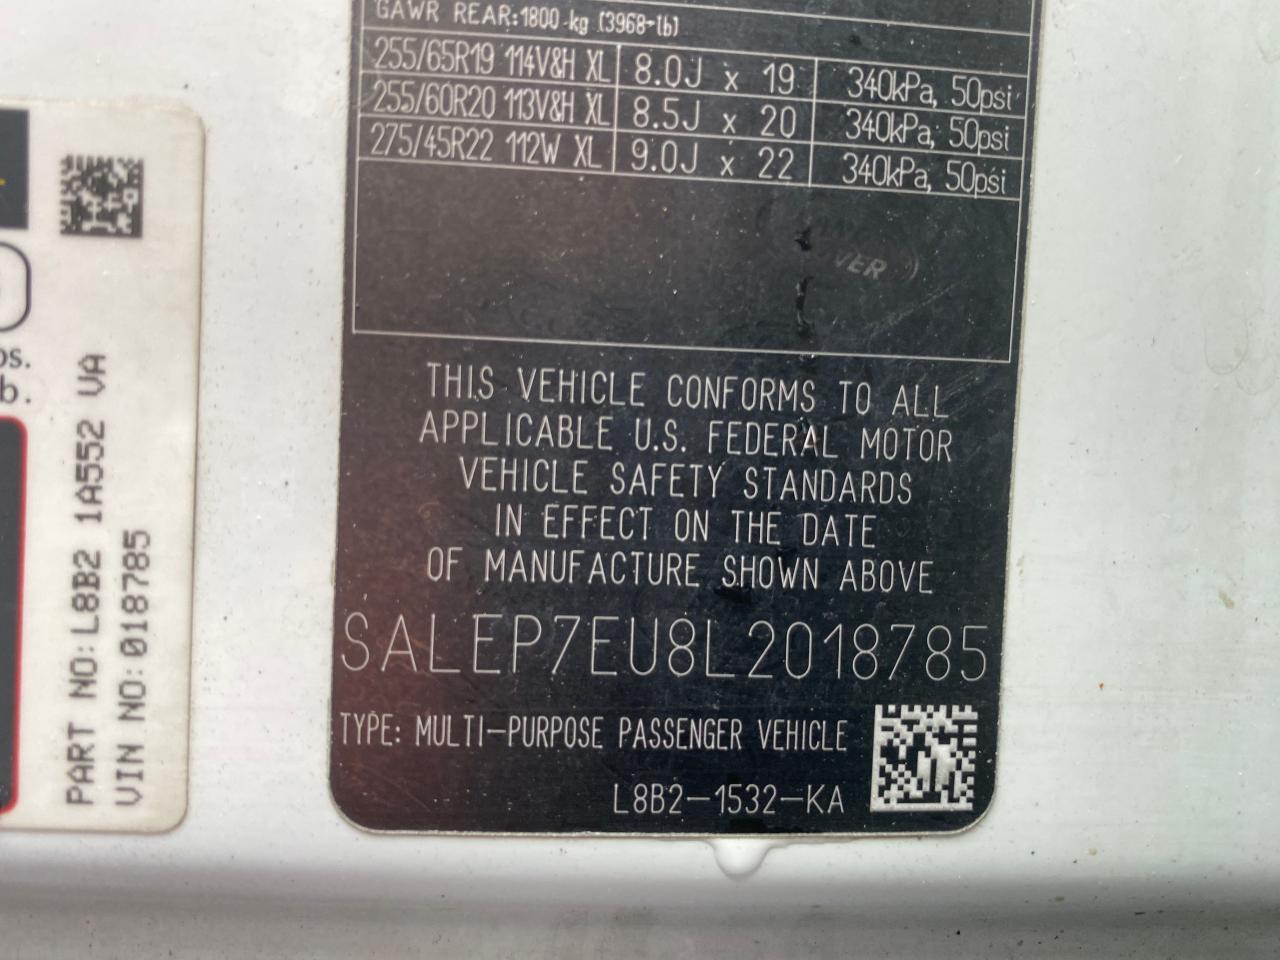 GAWR REAR:1800 kg (3968-lb)
255/65R19 114V&H XL 8.0J x 19 340kPa, 50psi
255/60R20 113V&H XL 8.5J x 20 340kPa, 50psi
275/45R22 112W XL 9.0J x 22 340kPa, 50psi
THIS VEHICLE CONFORMS TO ALL
APPLICABLE U.S. FEDERAL MOTOR
VEHICLE SAFETY STANDARDS
IN EFFECT ON THE DATE
OF MANUFACTURE SHOWN ABOVE
SALEP7EU8L2018785
TYPE: MULTI-PURPOSE PASSENGER VEHICLE
L8B2-1532-KA
PART NO:L8B2 1A552 VA
VIN NO:018785